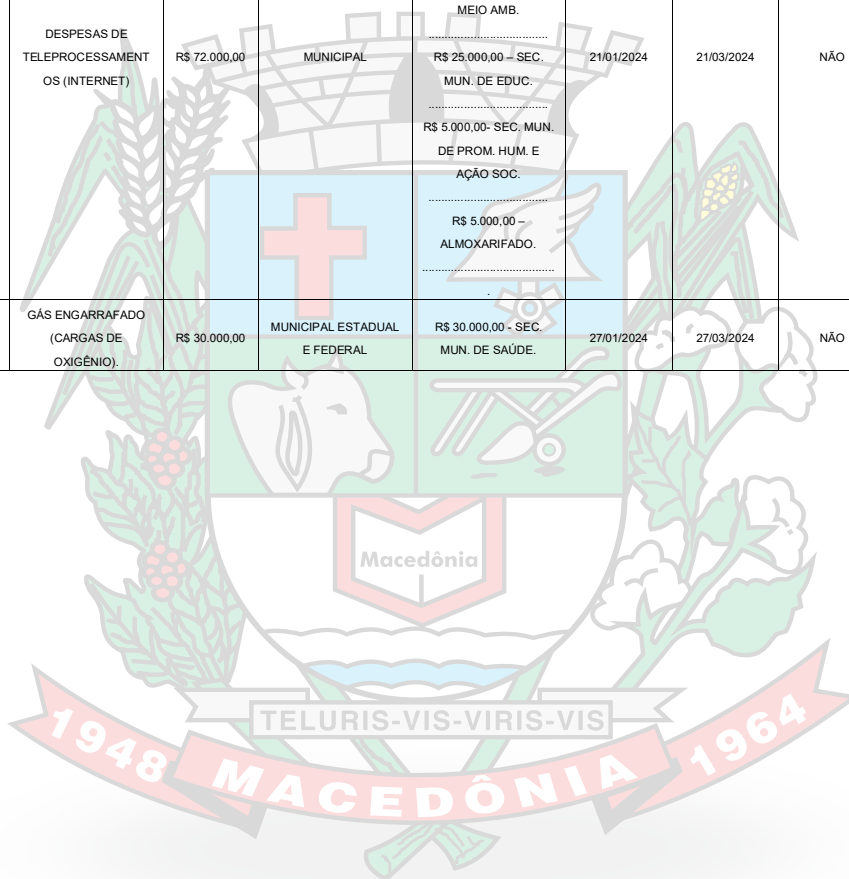 MEIO AMB.
.....................................
DESPESAS DE
TELEPROCESSAMENT
OS (INTERNET)
R$ 72.000,00
MUNICIPAL
R$ 25.000,00 – SEC.
MUN. DE EDUC.
.....................................
R$ 5.000,00- SEC. MUN.
DE PROM. HUM. E
AÇÃO SOC.
.....................................
R$ 5.000,00 –
ALMOXARIFADO.
.........................................
.
21/01/2024
21/03/2024
NÃO
GÁS ENGARRAFADO
(CARGAS DE
OXIGÊNIO).
R$ 30.000,00
MUNICIPAL ESTADUAL
E FEDERAL
R$ 30.000,00 - SEC.
MUN. DE SAÚDE.
27/01/2024
27/03/2024
NÃO
Macedônia
TELURIS-VIS-VIRIS-VIS
1948
MACEDÔNIA
1964